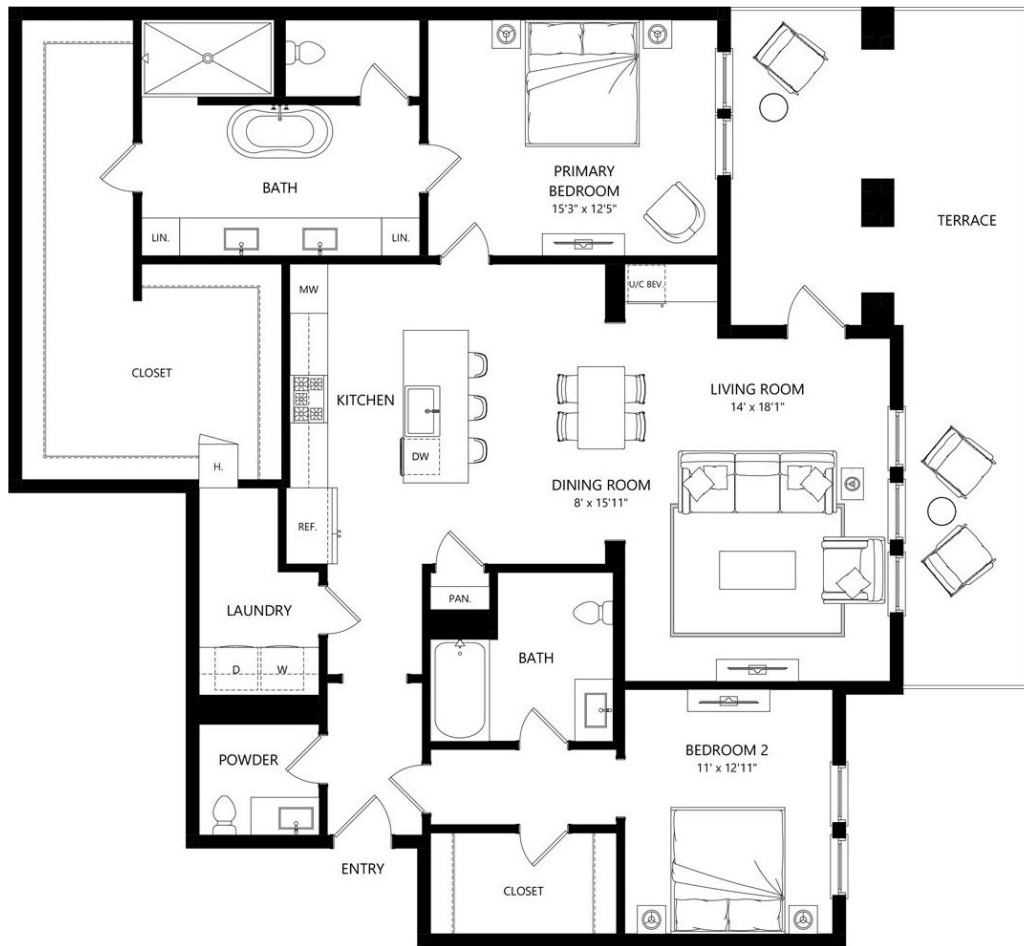 PRIMARY
BEDROOM
15'3" x 12'5"
BATH
TERRACE
LIN.
LIN.
MW
U/C BEV.
CLOSET
KITCHEN
LIVING ROOM
14' x 18'1"
DW
H.
DINING ROOM
8' x 15'11"
REF.
PAN.
LAUNDRY
BATH
D
W
POWDER
BEDROOM 2
11' x 12'11"
ENTRY
CLOSET